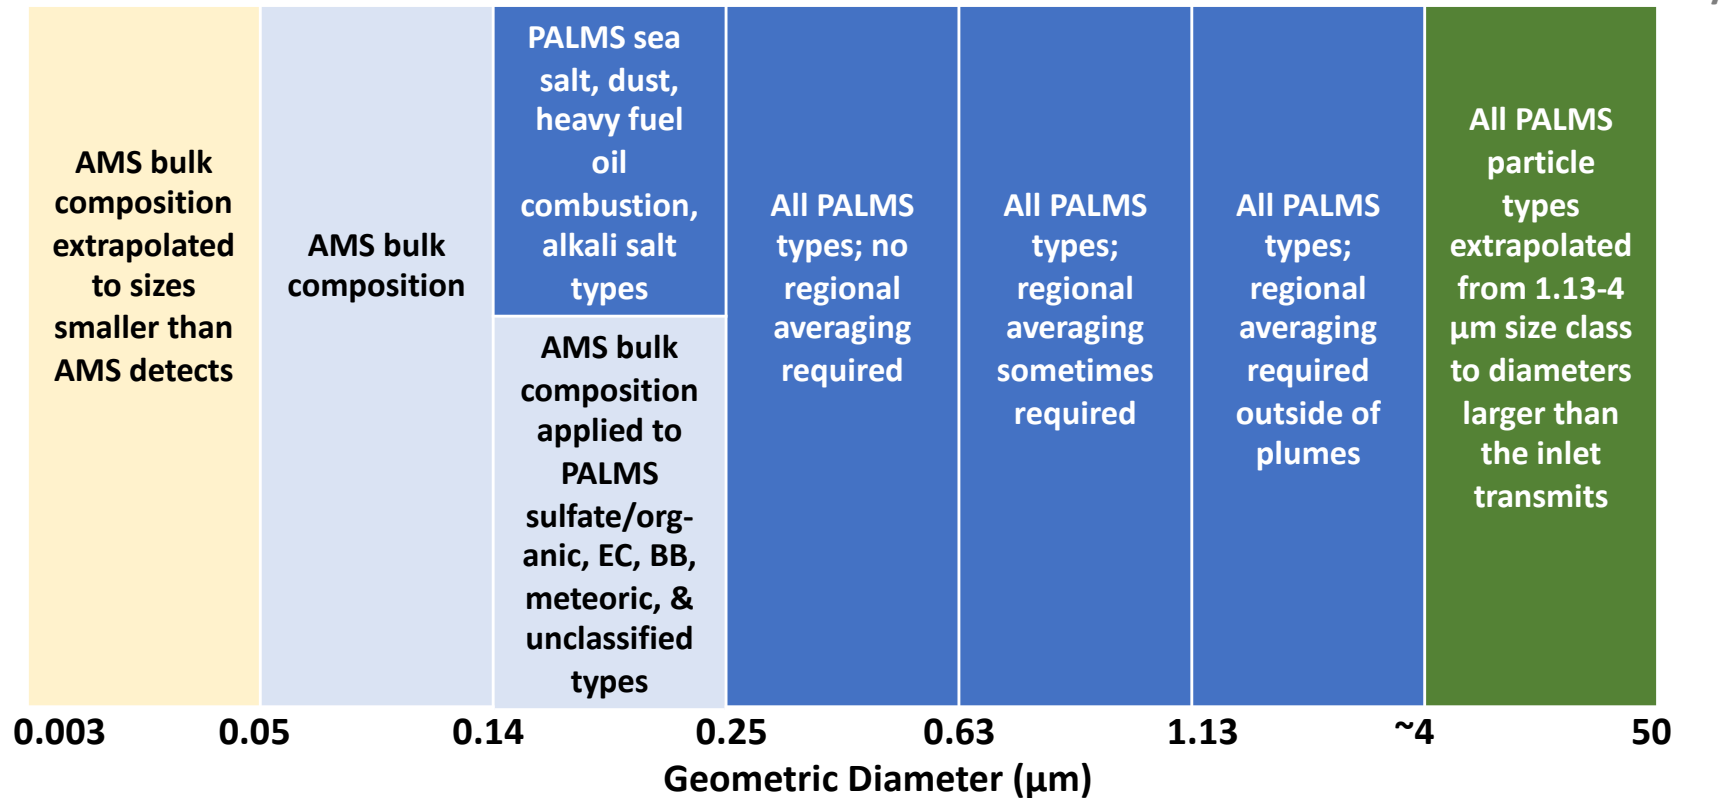 AMS bulk
composition
extrapolated
to sizes
smaller than
AMS detects
AMS bulk
composition
PALMS sea
salt, dust,
heavy fuel
oil
combustion,
alkali salt
types
AMS bulk
composition
applied to
PALMS
sulfate/org-
anic, EC, BB,
meteoric, &
unclassified
types
All PALMS
types; no
regional
averaging
required
All PALMS
types;
regional
averaging
sometimes
required
All PALMS
types;
regional
averaging
required
outside of
plumes
All PALMS
particle
types
extrapolated
from 1.13-4
µm size class
to diameters
larger than
the inlet
transmits
0.003 0.05 0.14 0.25 0.63 1.13 ~4 50
Geometric Diameter (µm)